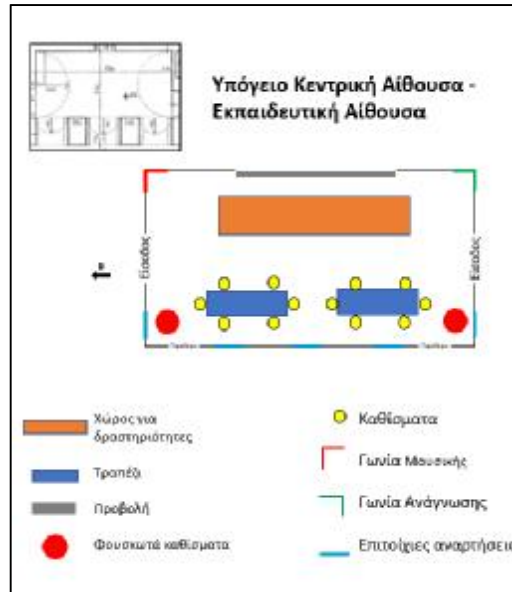 Υπόγειο Κεντρική Αίθουσα -
Εκπαιδευτική Αίθουσα
Είσοδος
Είσοδος
Χώρος για
δραστηριότητες
Τραπέζι
Προβολή
Φουσκωτά καθίσματα
Καθίσματα
Γωνία Μουσικής
Γωνία Ανάγνωσης
Επιτοίχιες αναρτήσεις